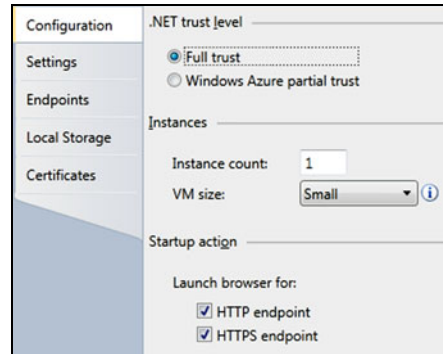 Configuration
Settings
Endpoints
Local Storage
Certificates
.NET trust level
Full trust
Windows Azure partial trust
Instances
Instance count: 1
VM size: Small
Startup action
Launch browser for:
HTTP endpoint
HTTPS endpoint